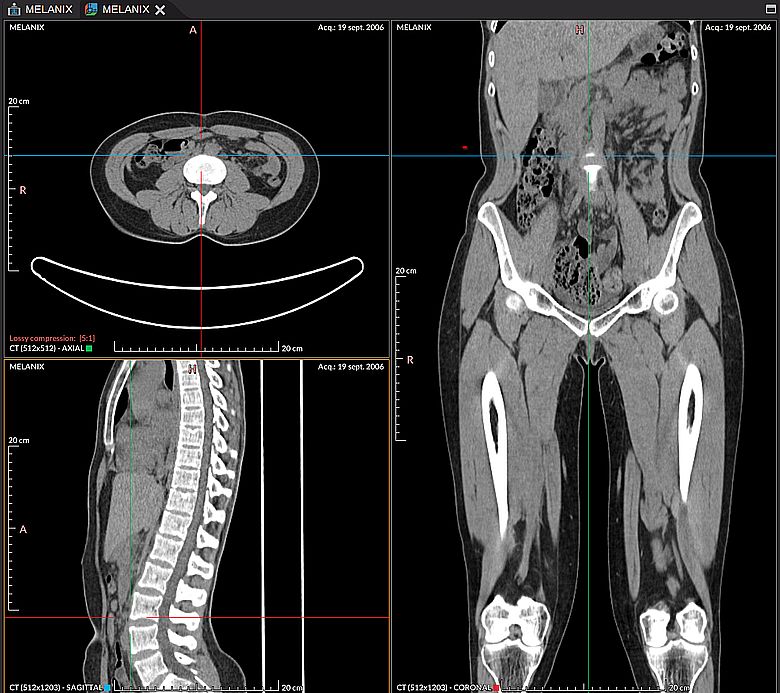 MELANIX MELANIX
MELANIX A Acq.: 19 sept. 2006
20 cm
R
Lossy compression: [5:1]
CT (512x512) - AXIAL 20 cm
MELANIX H Acq.: 19 sept. 2006
20 cm
A
CT (512x1203) - SAGITTAL 20 cm
MELANIX H Acq.: 19 sept. 2006
20 cm
R
CT (512x1203) - CORONAL 20 cm